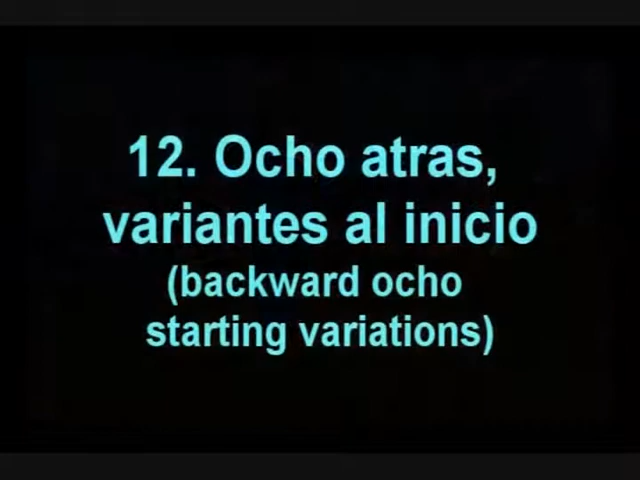 12. Ocho atras,
variantes al inicio
(backward ocho
starting variations)